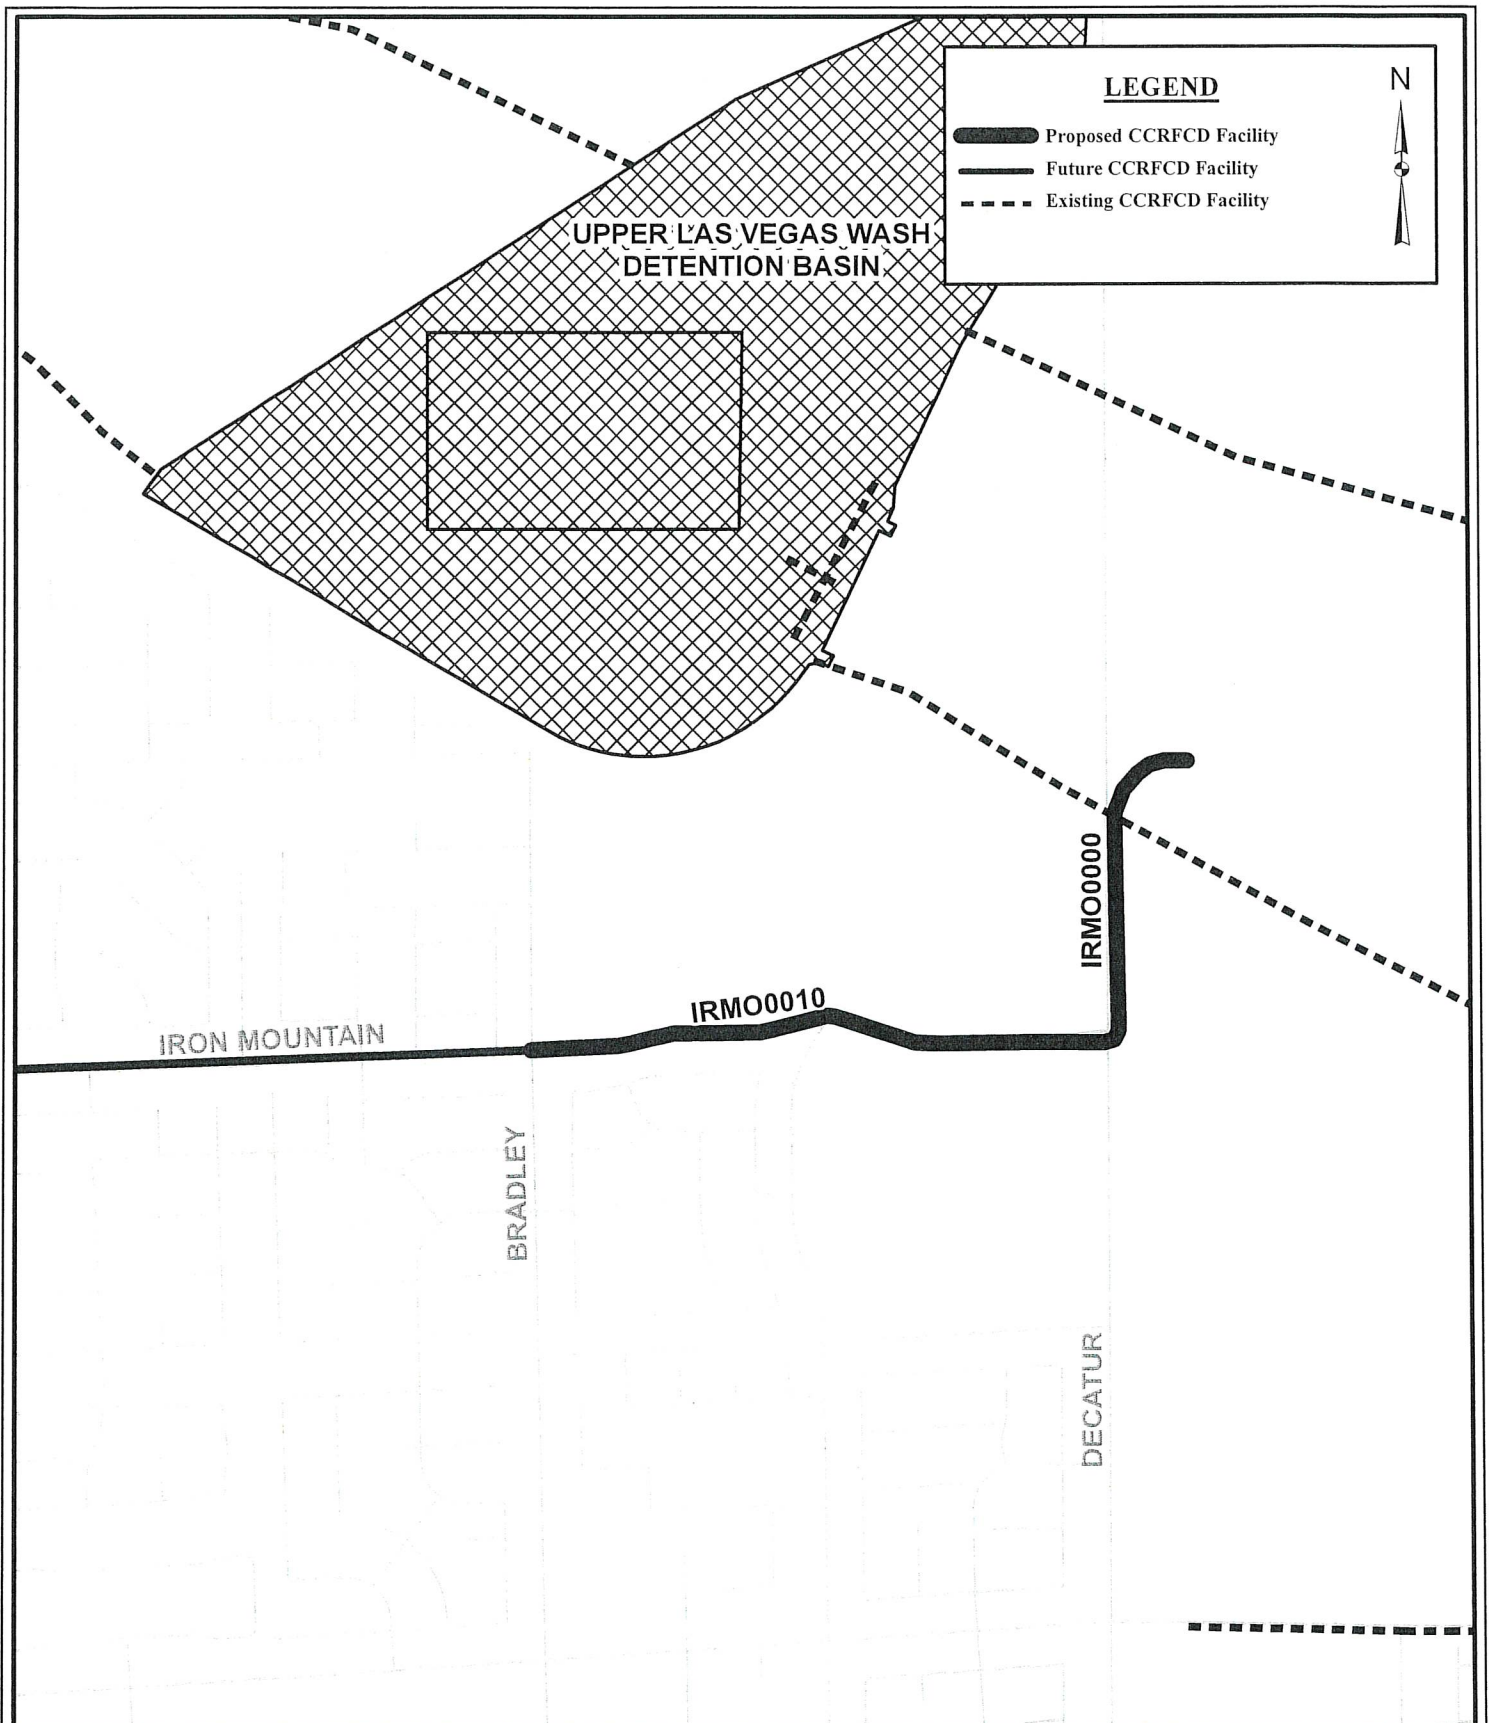 LEGEND
N
Proposed CCRFCD Facility
Future CCRFCD Facility
Existing CCRFCD Facility
UPPER LAS VEGAS WASH
DETENTION BASIN
IRMO0000
IRMO0010
IRON MOUNTAIN
BRADLEY
DECATUR